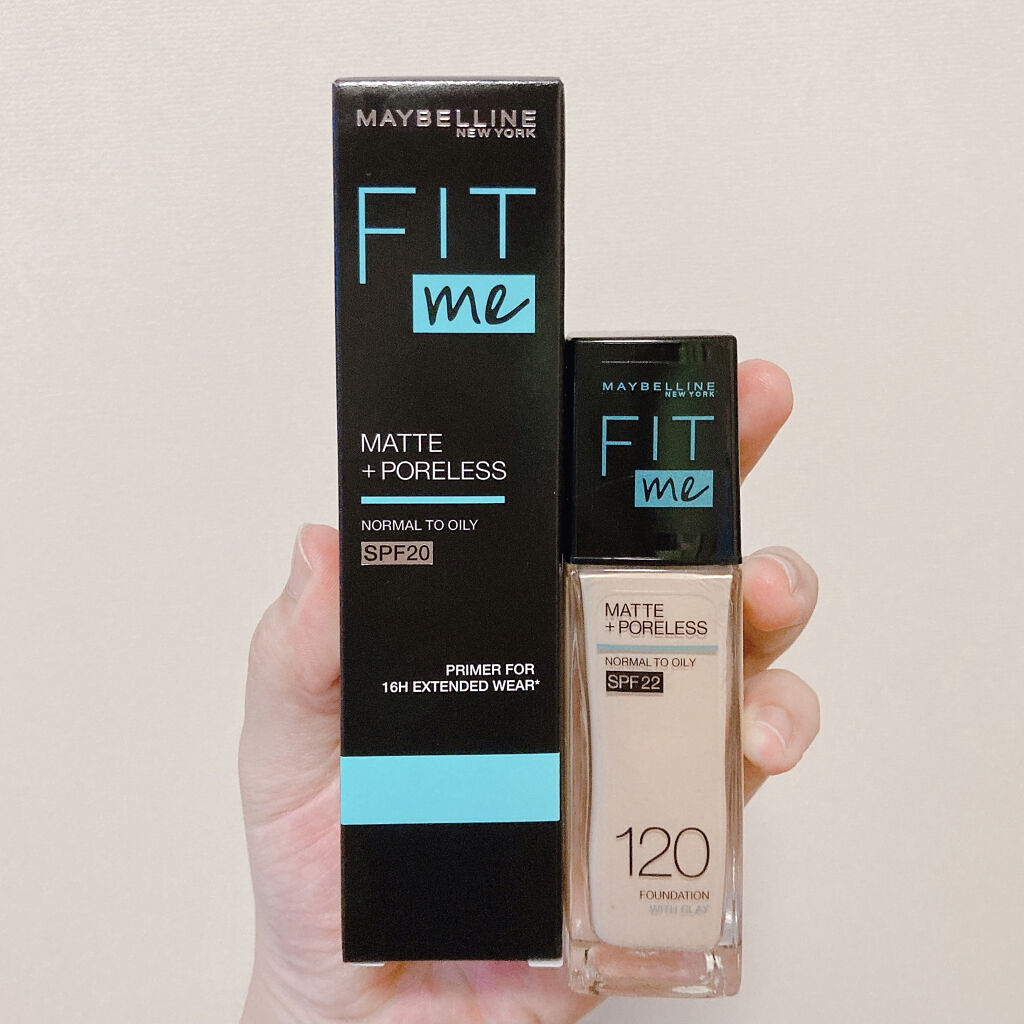 MAYBELLINE
NEW YORK
FIT
me
MATTE
+ PORELESS
NORMAL TO OILY
SPF20
PRIMER FOR
16H EXTENDED WEAR*
MAYBELLINE
NEW YORK
FIT
me
MATTE
+ PORELESS
NORMAL TO OILY
SPF 22
120
FOUNDATION
WITH CLAY